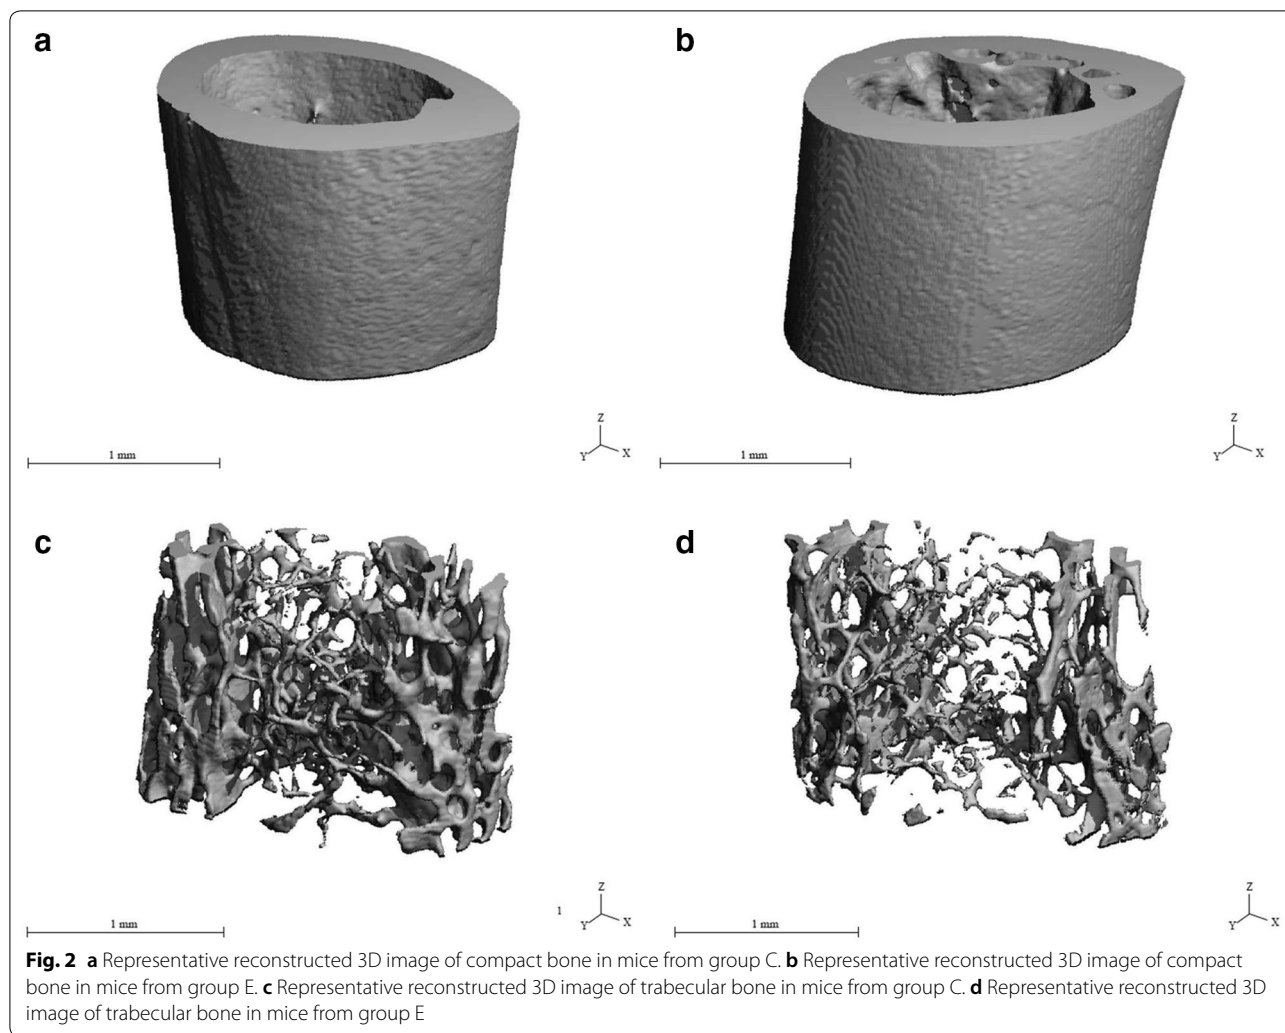 a
b
1 mm
Z
Y
X
1 mm
Z
Y
X
c
d
1 mm
1
Z
Y
X
1 mm
Z
Y
X
Fig. 2 a Representative reconstructed 3D image of compact bone in mice from group C. b Representative reconstructed 3D image of compact
bone in mice from group E. c Representative reconstructed 3D image of trabecular bone in mice from group C. d Representative reconstructed 3D
image of trabecular bone in mice from group E